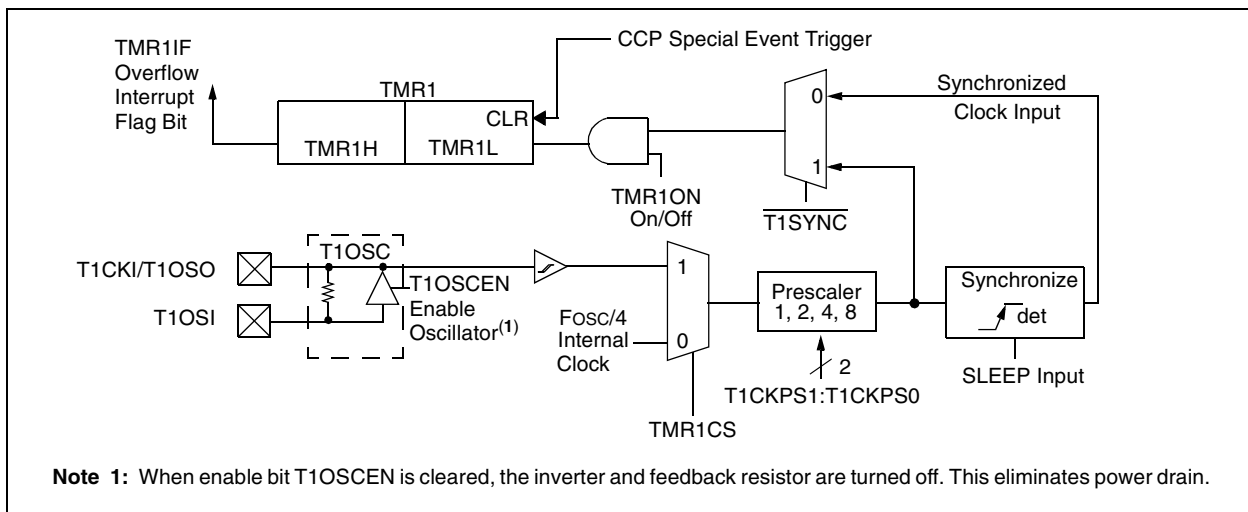 TMR1IF
Overflow
Interrupt
Flag Bit
TMR1
CCP Special Event Trigger
CLR
TMR1H
TMR1L
TMR1ON
On/Off
0
1
T1SYNC
Synchronized
Clock Input
T1CKI/T1OSO
T1OSI
T1OSC
T1OSCEN
Enable
Oscillator(1)
FOSC/4
Internal
Clock
1
0
TMR1CS
Prescaler
1, 2, 4, 8
2
T1CKPS1:T1CKPS0
Synchronize
det
SLEEP Input
Note 1: When enable bit T1OSCEN is cleared, the inverter and feedback resistor are turned off. This eliminates power drain.